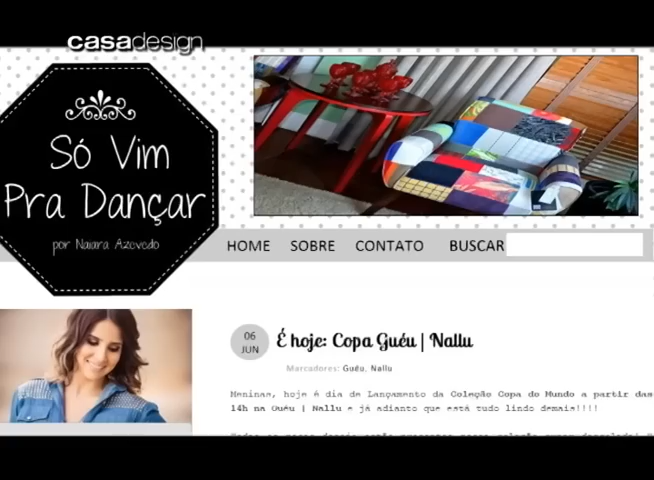 casadesign
Só Vim
Pra Dançar
por Naiara Azevedo
HOME SOBRE CONTATO BUSCAR
06
JUN
É hoje: Copa Guéu | Nallu
Marcadores: Guéu, Nallu
Meninas, hoje é dia de Lançamento da Coleção Copa do Mundo a partir das
14h na Guéu | Nallu e já adianto que está tudo lindo demais!!!!